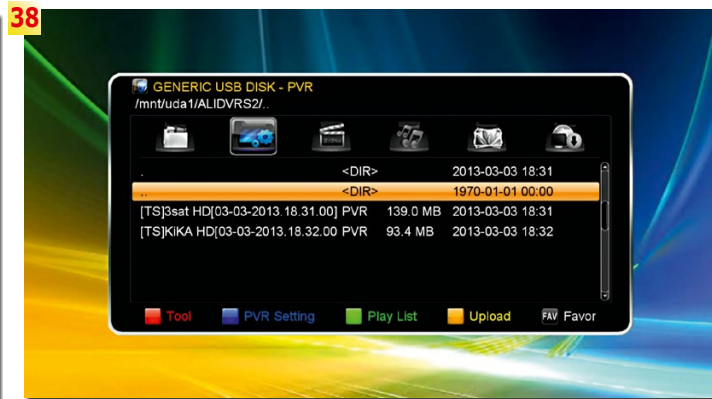 38
GENERIC USB DISK - PVR
/mnt/uda1/ALIDVRS2/..
. <DIR> 2013-03-03 18:31
.. <DIR> 1970-01-01 00:00
[TS]3sat HD[03-03-2013.18.31.00] PVR 139.0 MB 2013-03-03 18:31
[TS]KiKA HD[03-03-2013.18.32.00 PVR 93.4 MB 2013-03-03 18:32
Tool PVR Setting Play List Upload FAV Favor